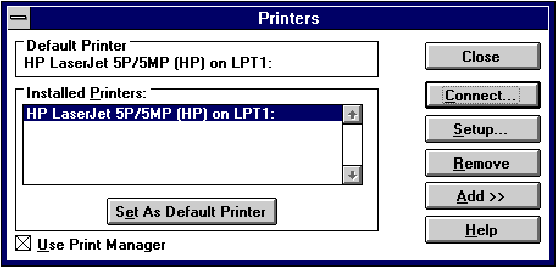 Printers
Default Printer
HP LaserJet 5P/5MP (HP) on LPT1:
Installed Printers:
HP LaserJet 5P/5MP (HP) on LPT1:
Set As Default Printer
Use Print Manager
Close
Connect...
Setup...
Remove
Add >>
Help